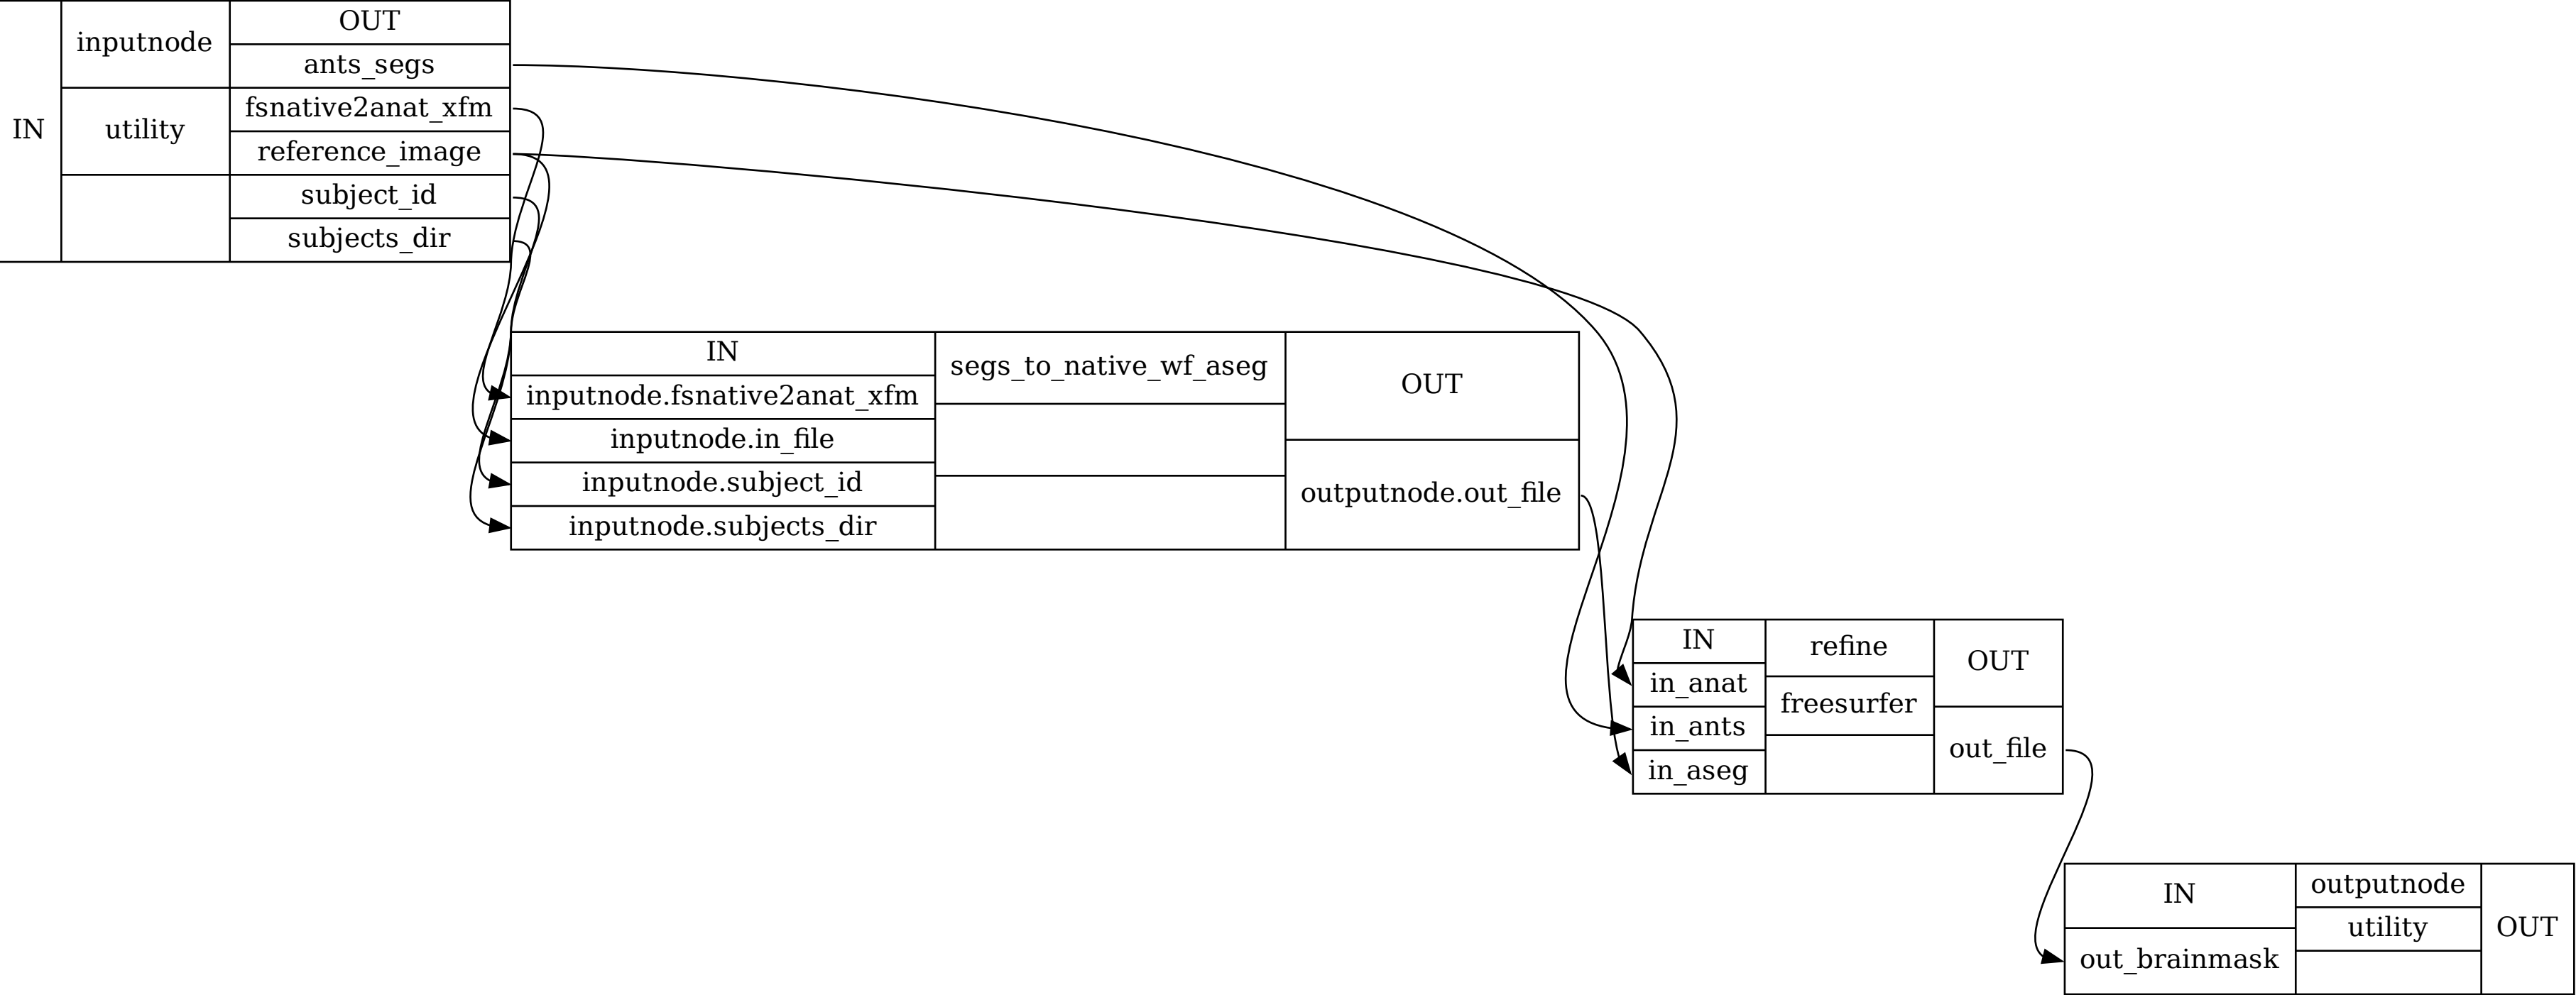 IN
inputnode
utility
OUT
ants_segs
fsnative2anat_xfm
reference_image
subject_id
subjects_dir
IN
inputnode.fsnative2anat_xfm
inputnode.in_file
inputnode.subject_id
inputnode.subjects_dir
segs_to_native_wf_aseg
OUT
outputnode.out_file
IN
in_anat
in_ants
in_aseg
refine
freesurfer
OUT
out_file
IN
out_brainmask
outputnode
utility
OUT